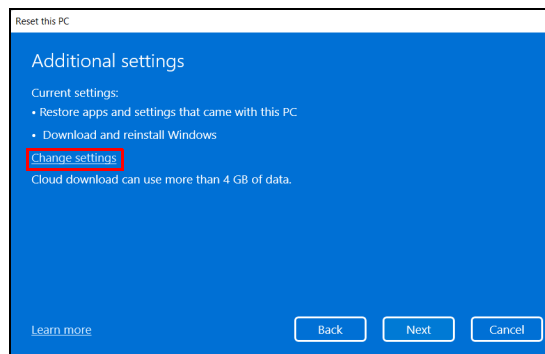 Reset this PC
Additional settings
Current settings:
• Restore apps and settings that came with this PC
• Download and reinstall Windows
Change settings
Cloud download can use more than 4 GB of data.
Learn more
Back
Next
Cancel